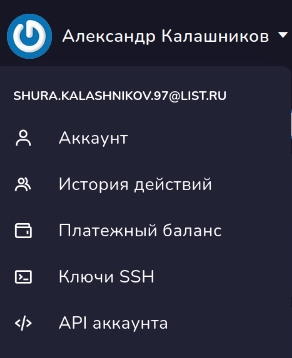 Александр Калашников
SHURA.KALASHNIKOV.97@LIST.RU
Аккаунт
История действий
Платежный баланс
Ключи SSH
API аккаунта